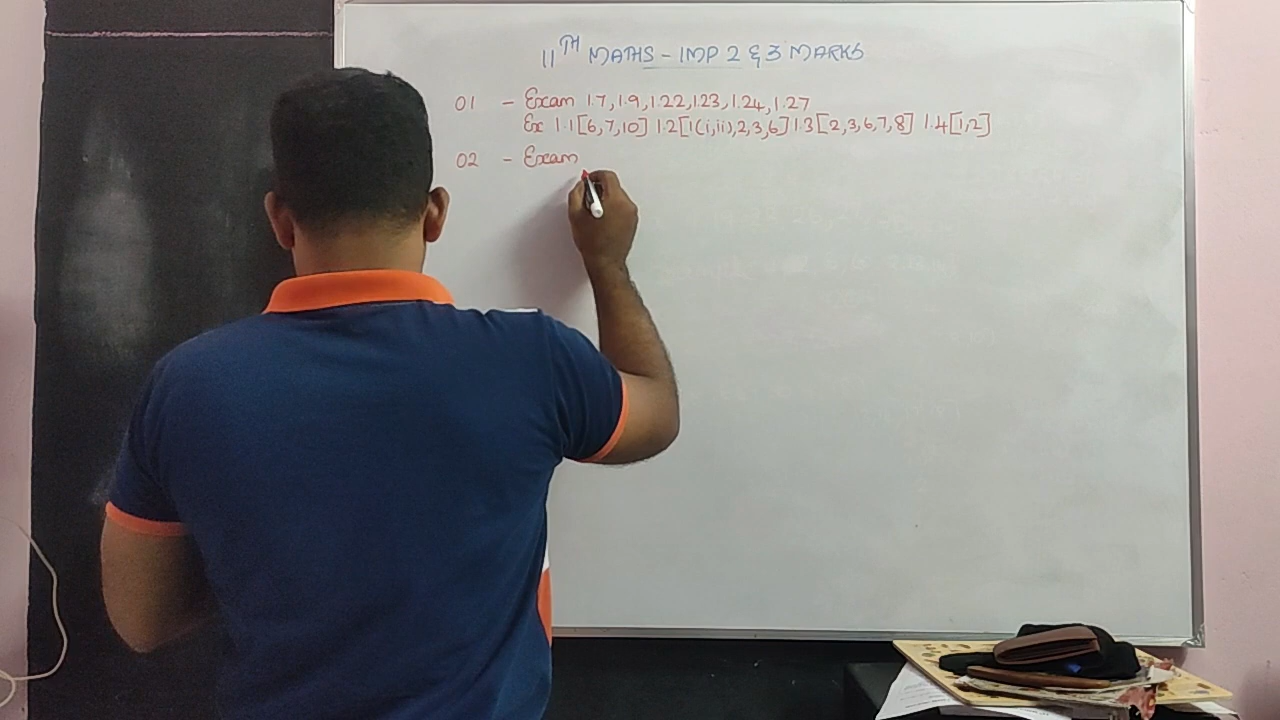 11TH MATHS - IMP 2 & 3 MARKS
01 - Exam 1.7, 1.9, 1.22, 1.23, 1.24, 1.27
Ex 1.1[6,7,10] 1.2[1(i,ii),2,3,6] 1.3[2,3,6,7,8] 1.4[1,2]
02 - Exam